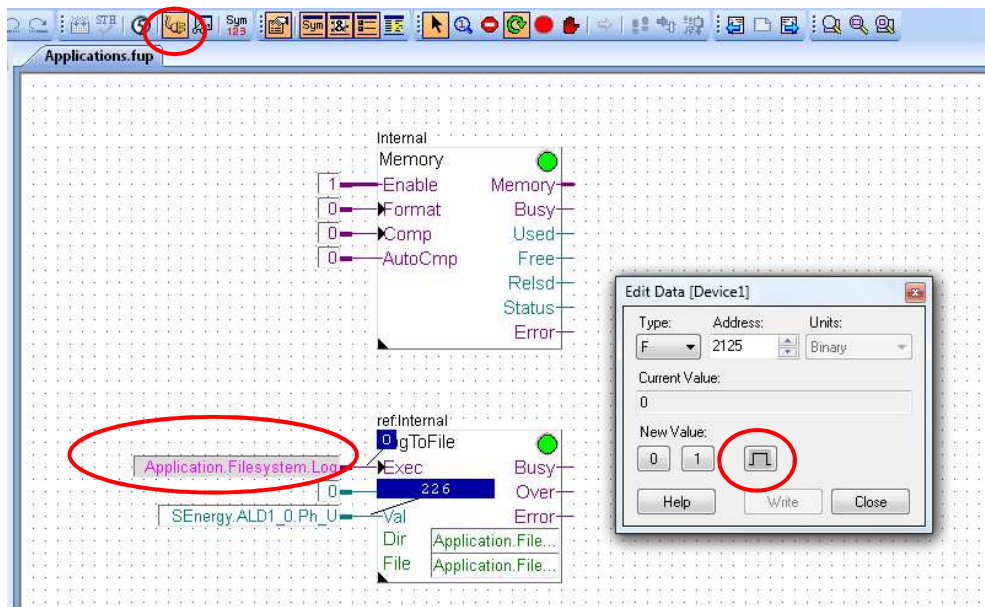 STB
Sym
123
Sym
Applications.fup
Internal
Memory
1 Enable Memory
0 Format Busy
0 Comp Used
0 AutoCmp Free
Relsd
Status
Error
ref:Internal
0 gToFile
Application.Filesystem.Log Exec Busy
0 226 Over
SEnergy.ALD1_0.Ph_U Val Error
Dir Application.File...
File Application.File...
Edit Data [Device1]
Type: Address: Units:
F 2125 Binary
Current Value:
0
New Value:
0 1
Help Write Close